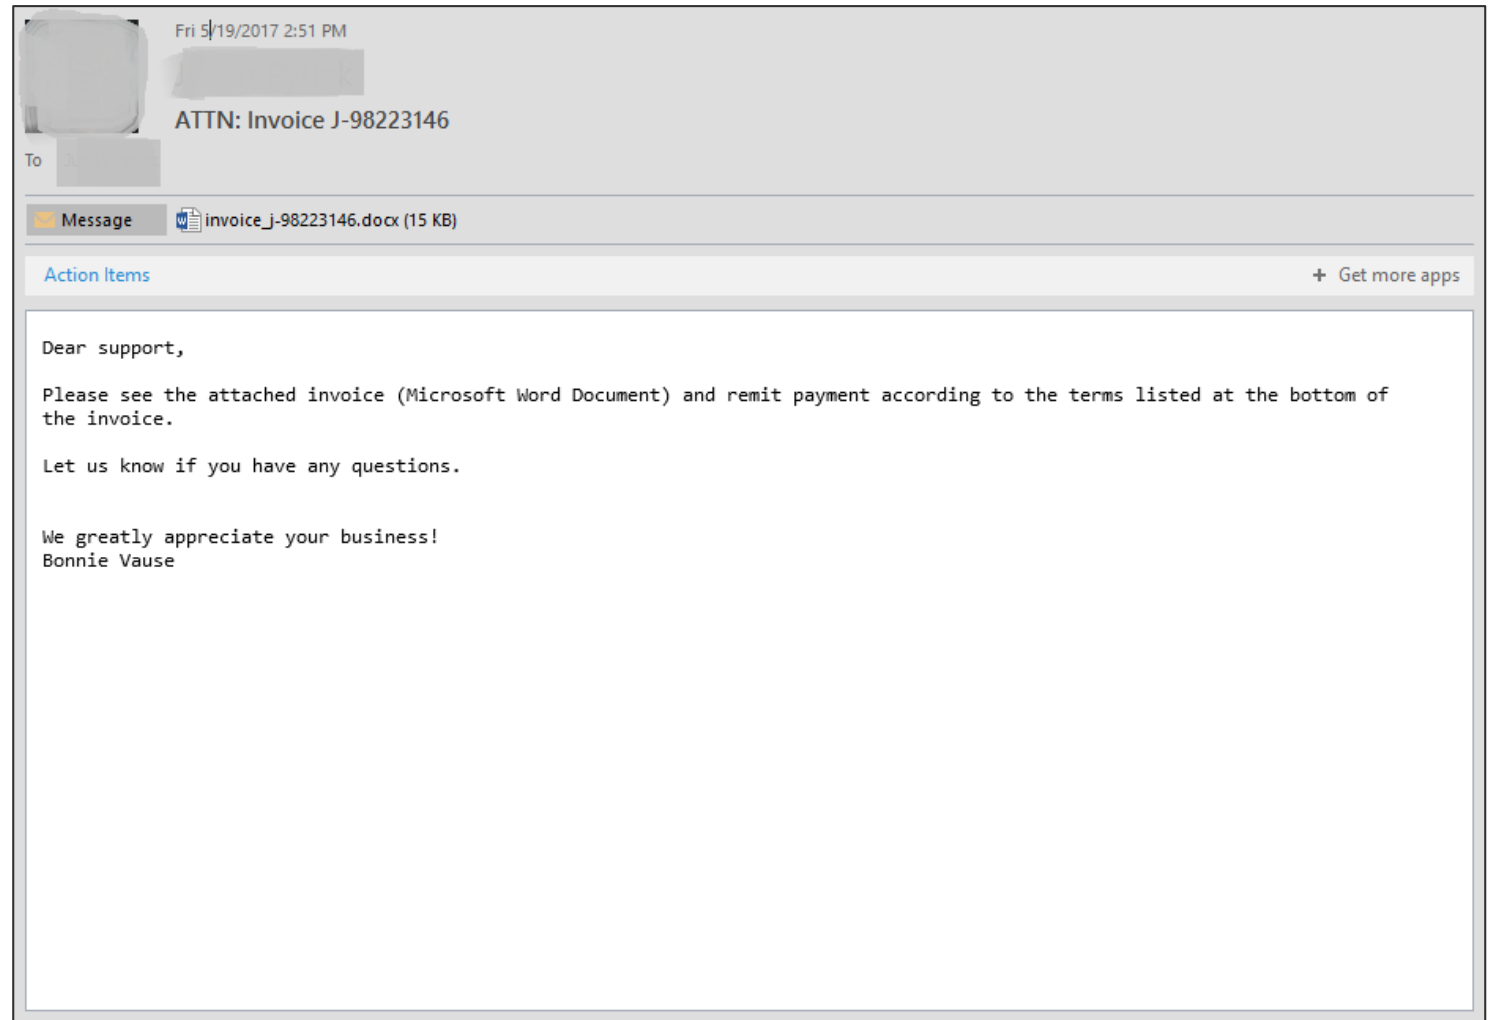 Fri 5/19/2017 2:51 PM
ATTN: Invoice J-98223146
To
Message
invoice_j-98223146.docx (15 KB)
Action Items
+ Get more apps
Dear support,
Please see the attached invoice (Microsoft Word Document) and remit payment according to the terms listed at the bottom of
the invoice.
Let us know if you have any questions.
We greatly appreciate your business!
Bonnie Vause